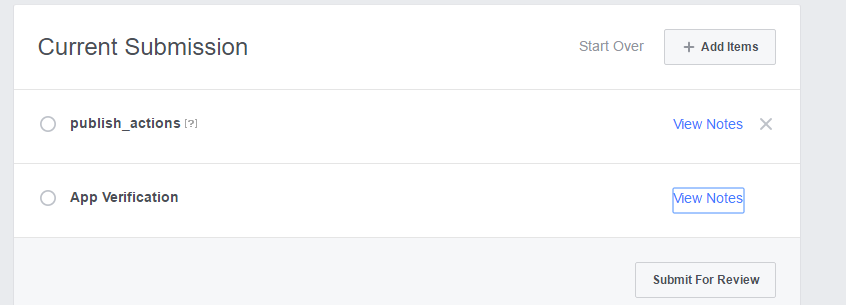 Current Submission
Start Over
+ Add Items
publish_actions [?]
View Notes
App Verification
View Notes
Submit For Review